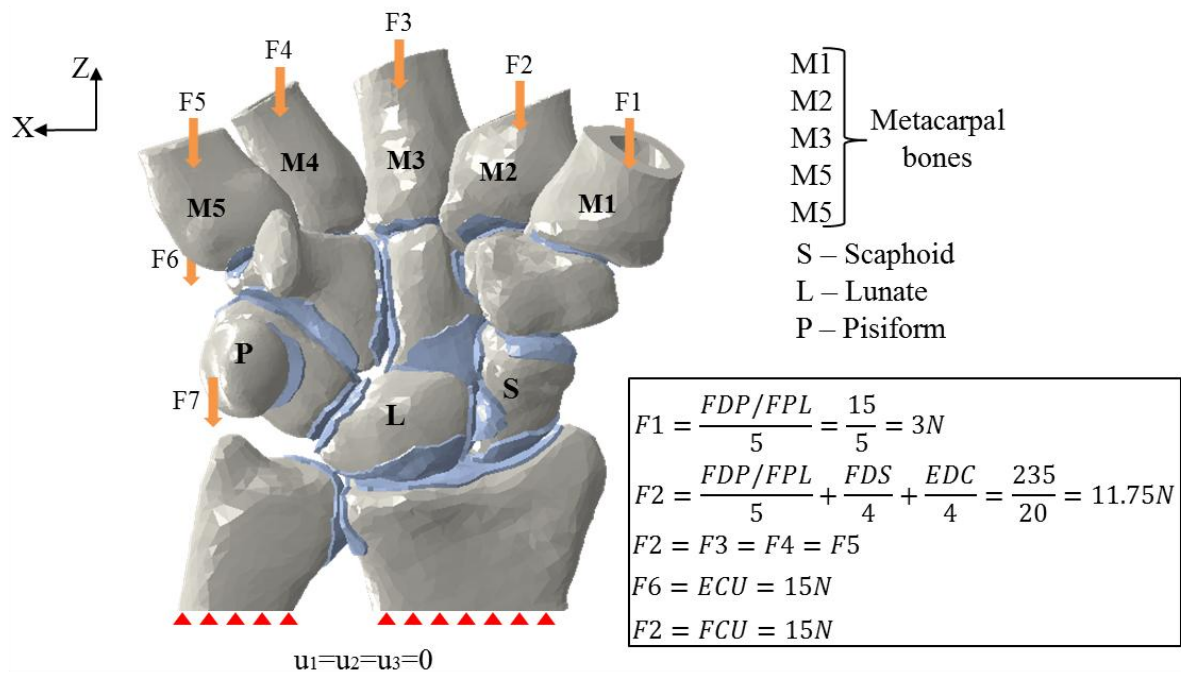 F3
F4
F2
F5
F1
Z
X
M3
M4
M2
M5
M1
F6
P
S
L
F7
u₁=u₂=u₃=0
M1
M2
M3
M5
M5
Metacarpal
bones
S – Scaphoid
L – Lunate
P – Pisiform
F1 = FDP/FPL / 5 = 15/5 = 3N
F2 = FDP/FPL / 5 + FDS/4 + EDC/4 = 235/20 = 11.75N
F2 = F3 = F4 = F5
F6 = ECU = 15N
F2 = FCU = 15N